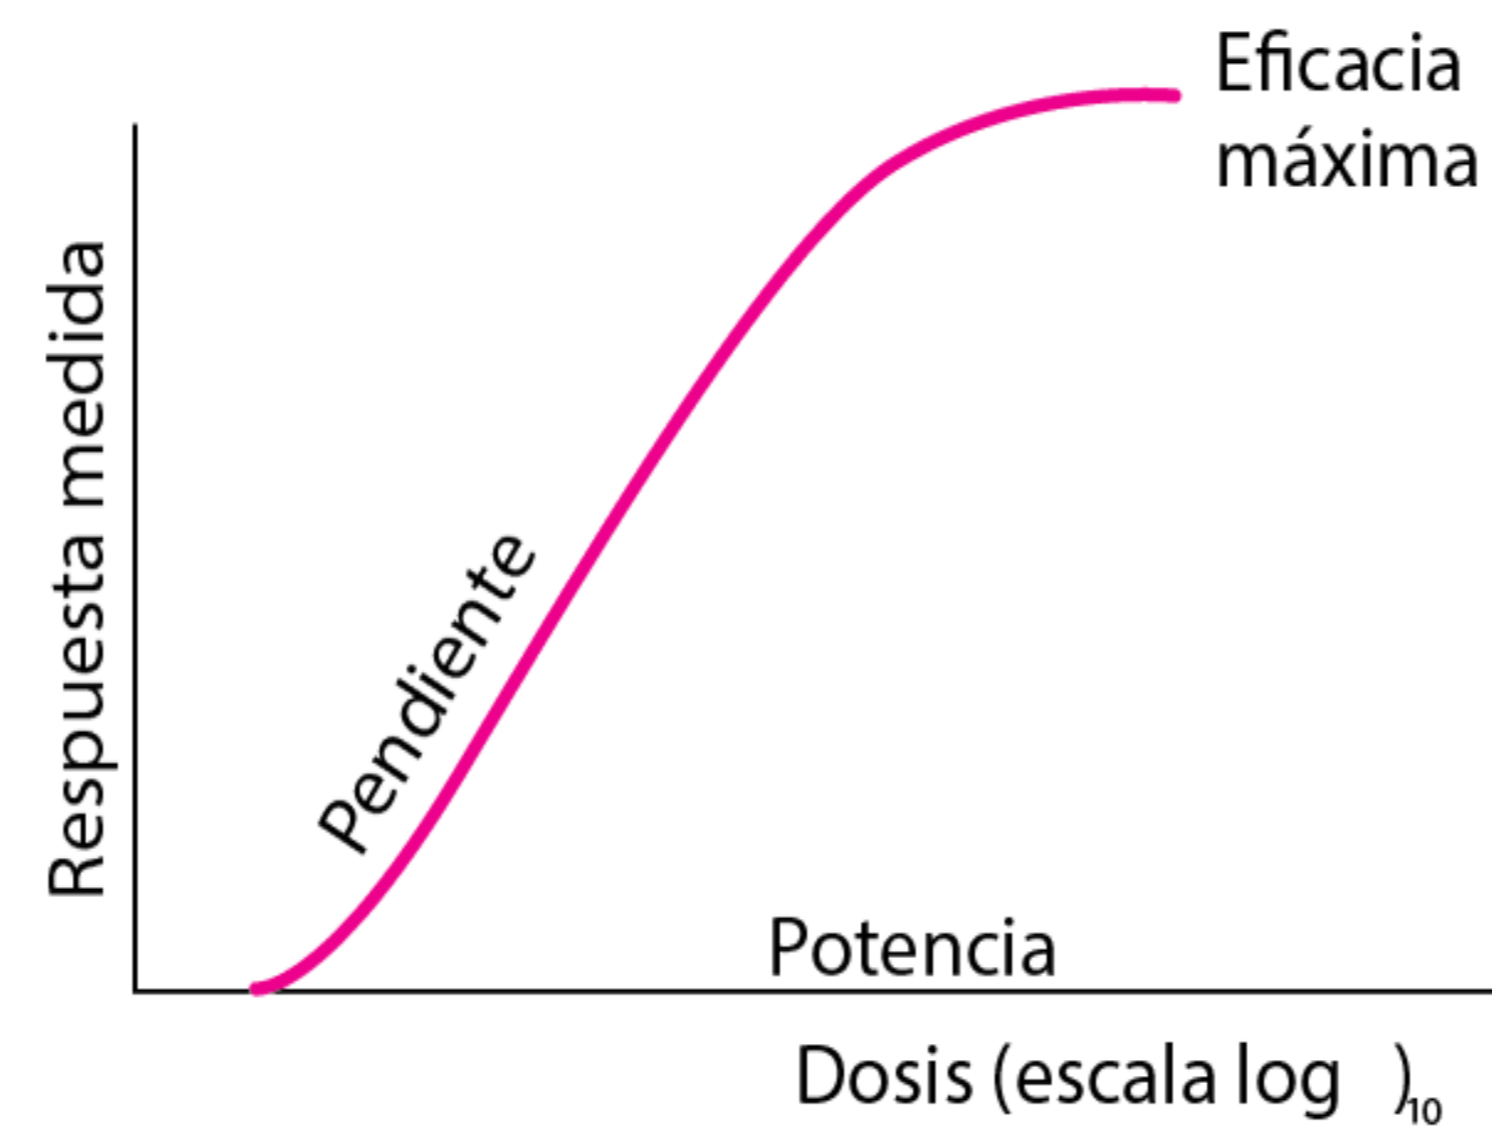 Eficacia
máxima
Respuesta medida
Pendiente
Potencia
Dosis (escala log )10